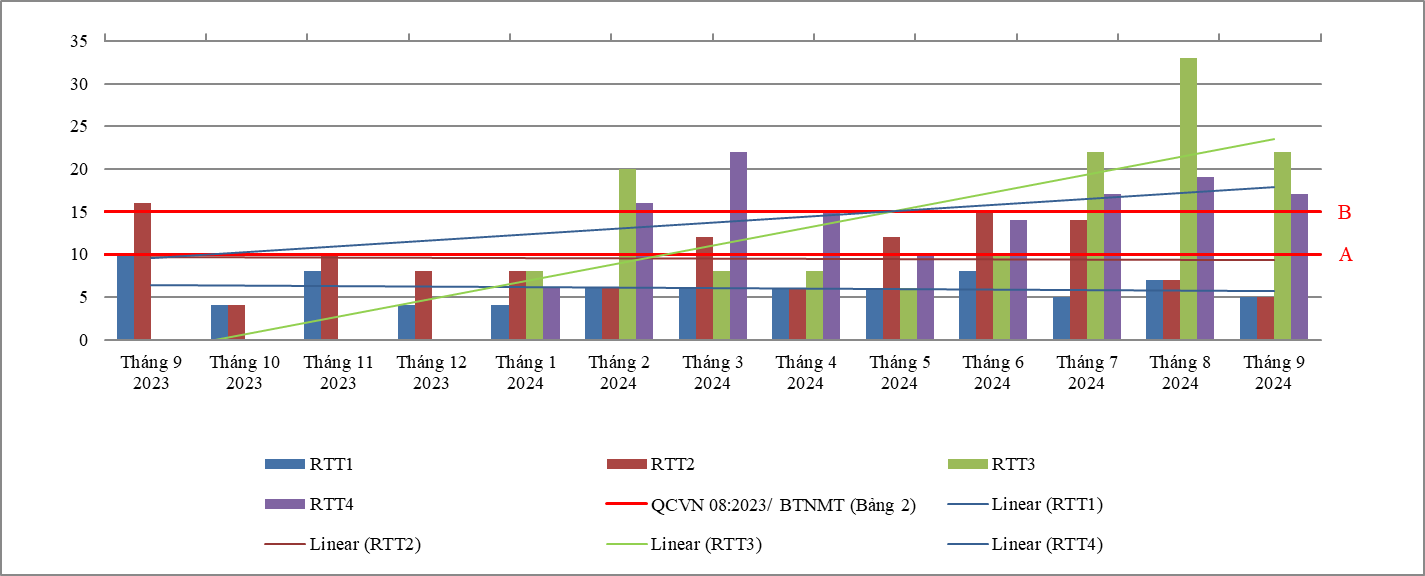 35
30
25
20
15
10
5
0
B
A
Tháng 9 2023
Tháng 10 2023
Tháng 11 2023
Tháng 12 2023
Tháng 1 2024
Tháng 2 2024
Tháng 3 2024
Tháng 4 2024
Tháng 5 2024
Tháng 6 2024
Tháng 7 2024
Tháng 8 2024
Tháng 9 2024
RTT1
RTT2
RTT3
RTT4
QCVN 08:2023/ BTNMT (Bảng 2)
Linear (RTT1)
Linear (RTT2)
Linear (RTT3)
Linear (RTT4)